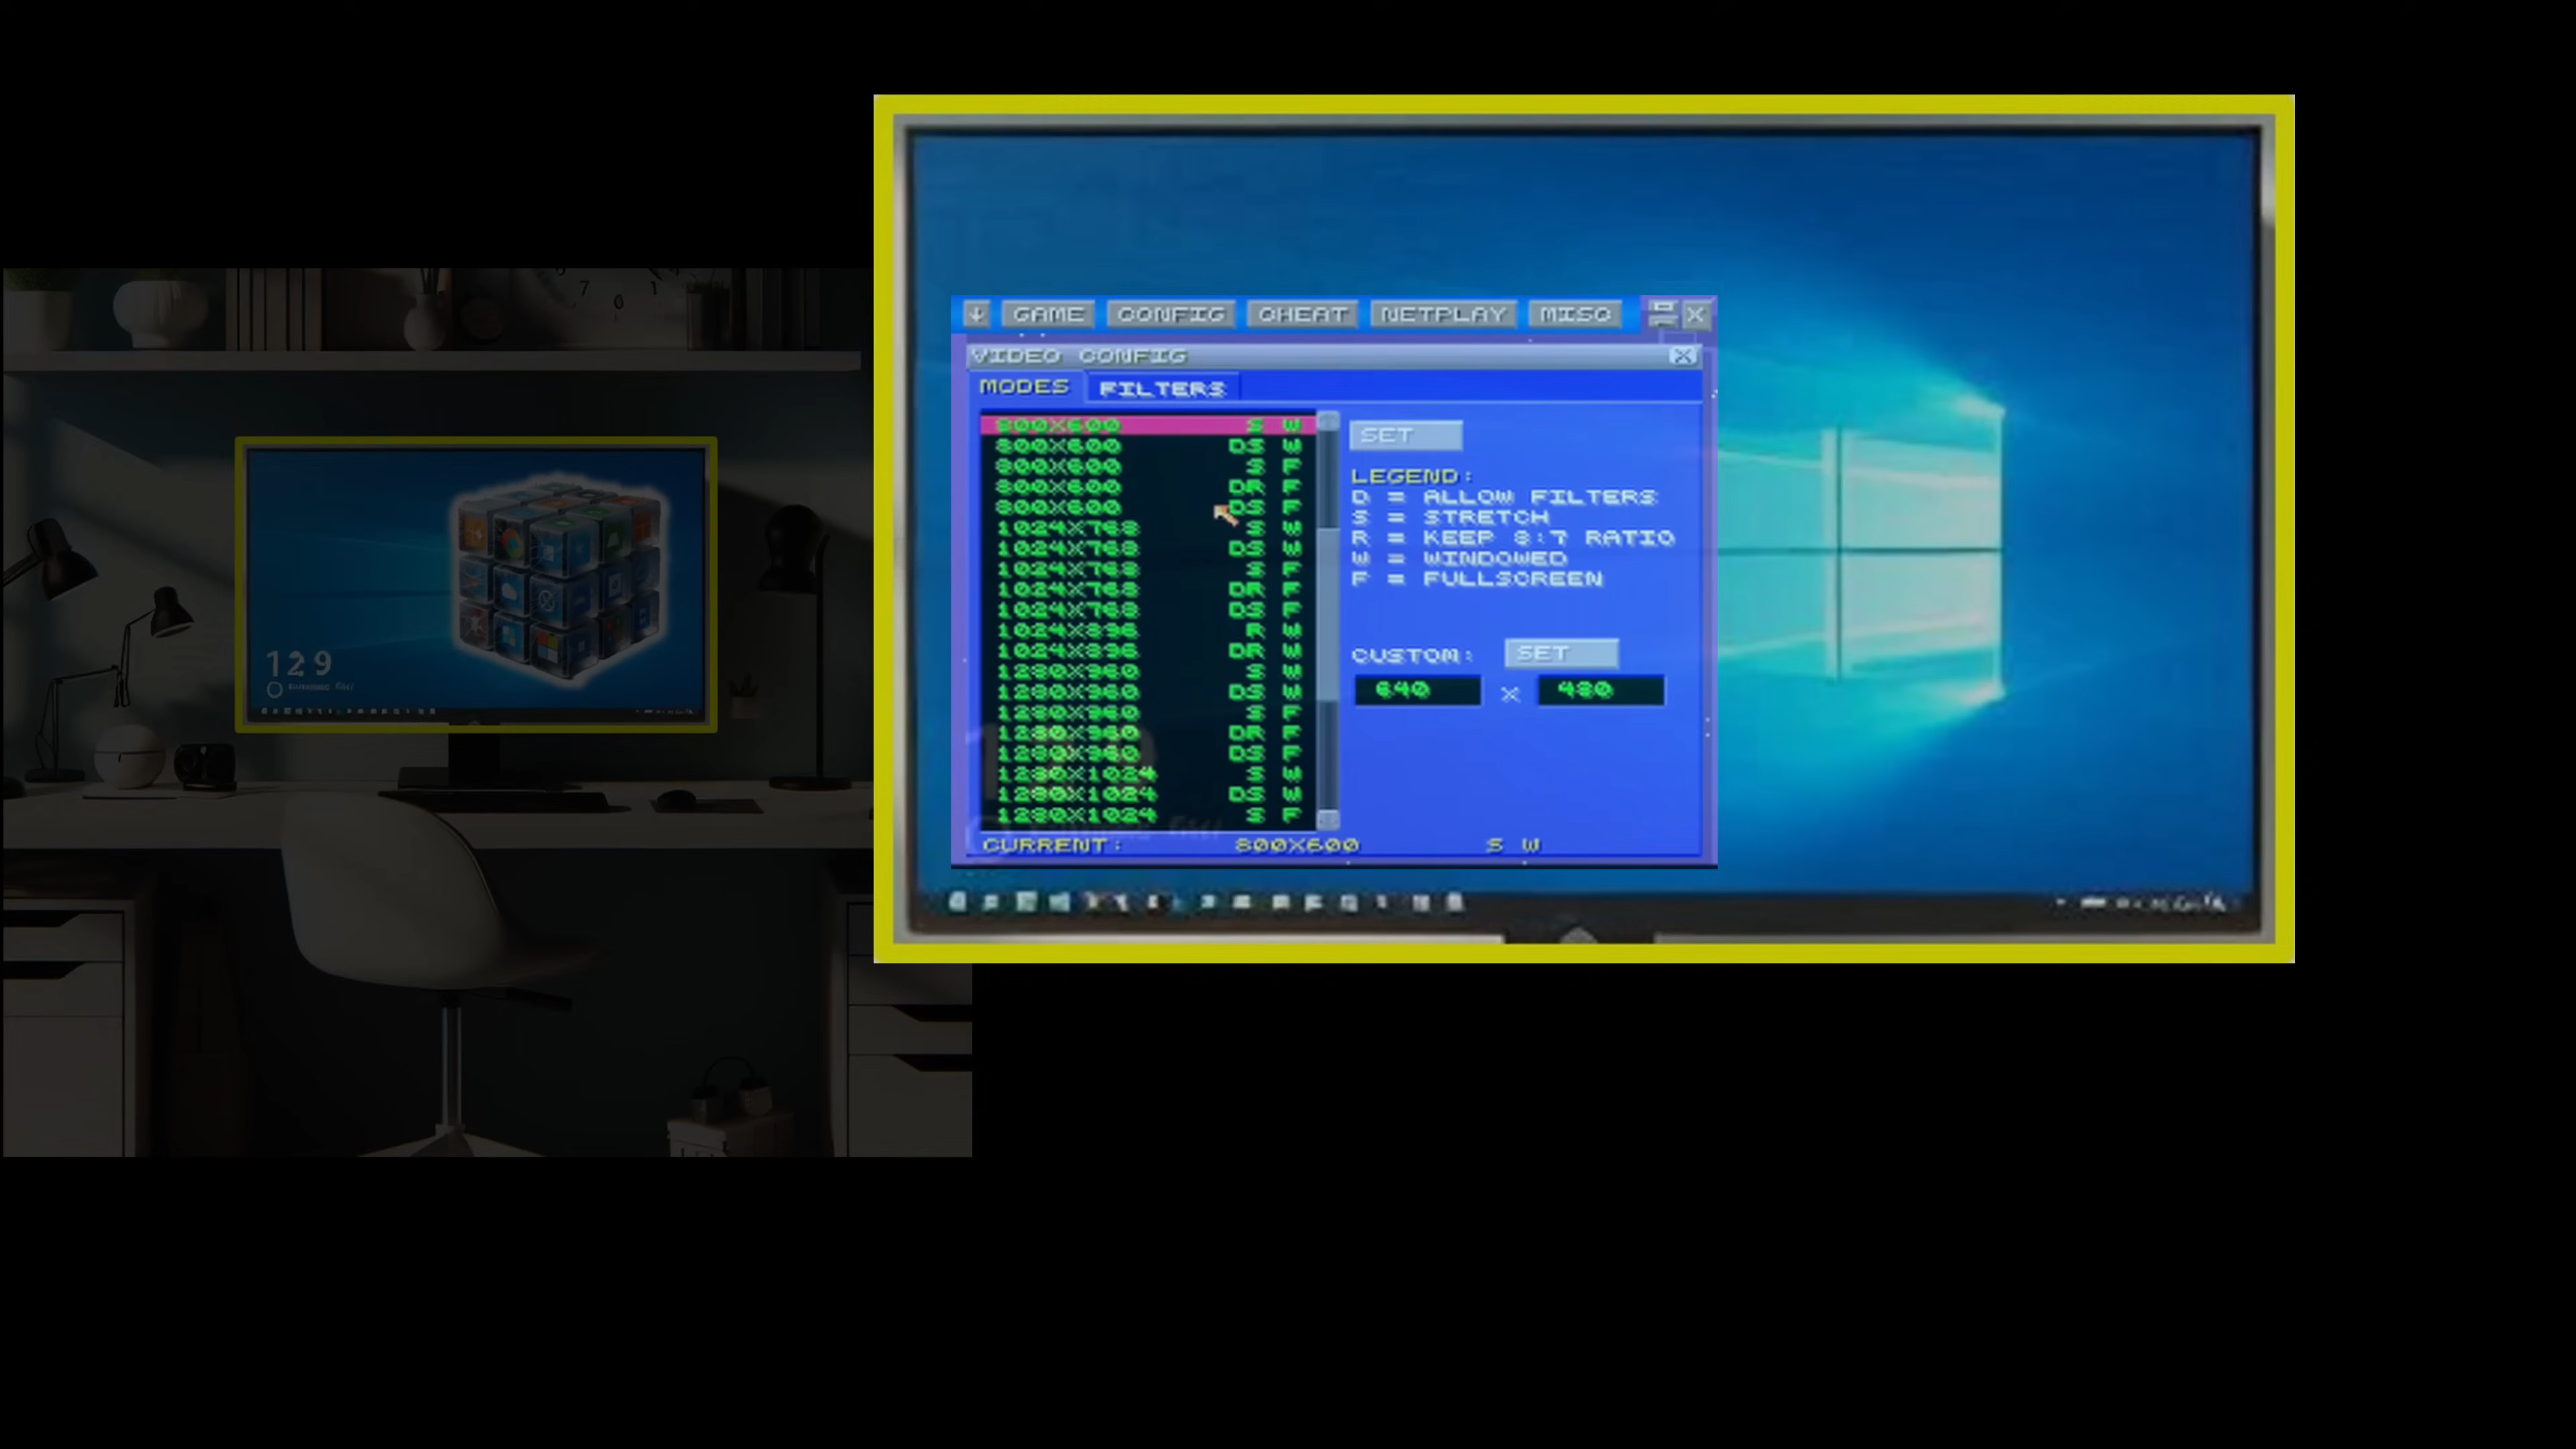 GAME CONFIG CHEAT NETPLAY MISC
VIDEO CONFIG
MODES FILTERS
800X600 S W
800X600 DS W
800X600 S F
800X600 DR F
800X600 DS F
1024X768 S W
1024X768 DS W
1024X768 S F
1024X768 DR F
1024X768 DS F
1024X896 R W
1024X896 DR W
1280X960 S W
1280X960 DS W
1280X960 S F
1280X960 DR F
1280X960 DS F
1280X1024 S W
1280X1024 DS W
1280X1024 S F
CURRENT: 800X600 S W
SET
LEGEND:
D = ALLOW FILTERS
S = STRETCH
R = KEEP 8:7 RATIO
W = WINDOWED
F = FULLSCREEN
CUSTOM: SET
640 X 480
7 6 1
129